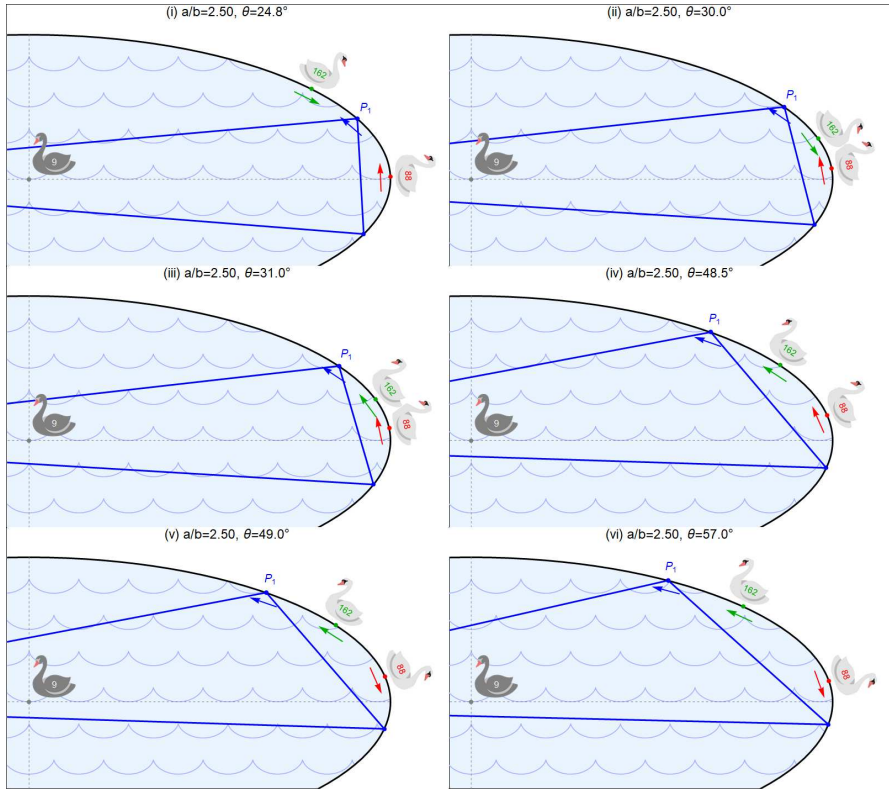 (i) a/b=2.50, θ=24.8°
162
P1
9
88
(ii) a/b=2.50, θ=30.0°
P1
162
9
88
(iii) a/b=2.50, θ=31.0°
P1
162
9
88
(iv) a/b=2.50, θ=48.5°
P1
162
88
9
(v) a/b=2.50, θ=49.0°
P1
162
88
9
(vi) a/b=2.50, θ=57.0°
P1
162
88
9